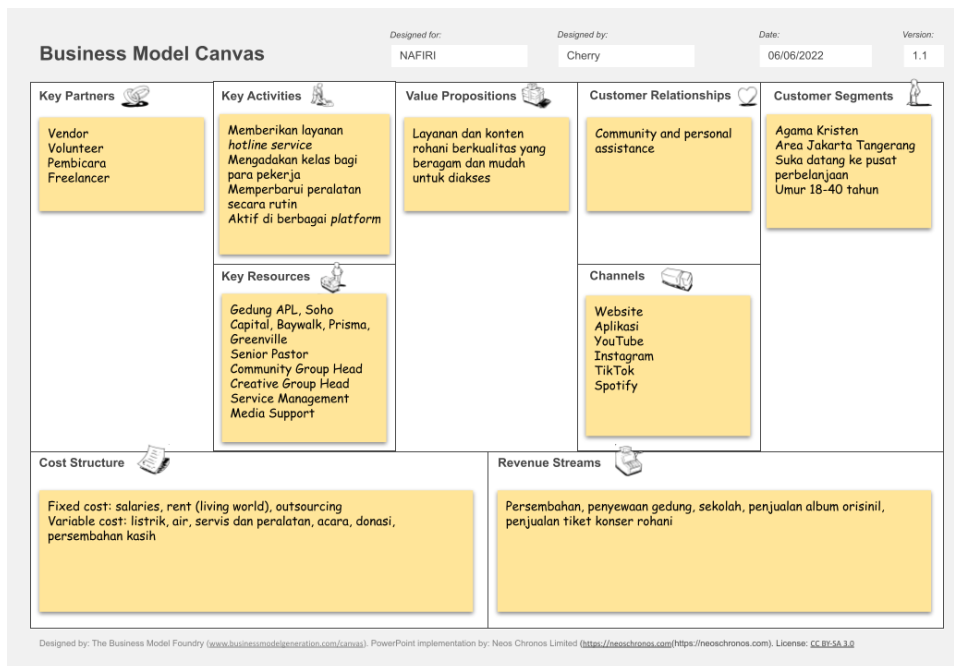 Designed for:
Designed by:
Date:
Version:
Business Model Canvas
NAFIRI
Cherry
06/06/2022
1.1
Key Partners
Vendor
Volunteer
Pembicara
Freelancer
Key Activities
Memberikan layanan
hotline service
Mengadakan kelas bagi
para pekerja
Memperbarui peralatan
secara rutin
Aktif di berbagai platform
Key Resources
Gedung APL, Soho
Capital, Baywalk, Prisma,
Greenville
Senior Pastor
Community Group Head
Creative Group Head
Service Management
Media Support
Value Propositions
Layanan dan konten
rohani berkualitas yang
beragam dan mudah
untuk diakses
Customer Relationships
Community and personal
assistance
Channels
Website
Aplikasi
YouTube
Instagram
TikTok
Spotify
Customer Segments
Agama Kristen
Area Jakarta Tangerang
Suka datang ke pusat
perbelanjaan
Umur 18-40 tahun
Cost Structure
Fixed cost: salaries, rent (living world), outsourcing
Variable cost: listrik, air, servis dan peralatan, acara, donasi,
persembahan kasih
Revenue Streams
Persembahan, penyewaan gedung, sekolah, penjualan album orisinil,
penjualan tiket konser rohani
Designed by: The Business Model Foundry (www.businessmodelgeneration.com/canvas). PowerPoint implementation by: Neos Chronos Limited (https://neoschronos.com(https://neoschronos.com). License: CC BY-SA 3.0